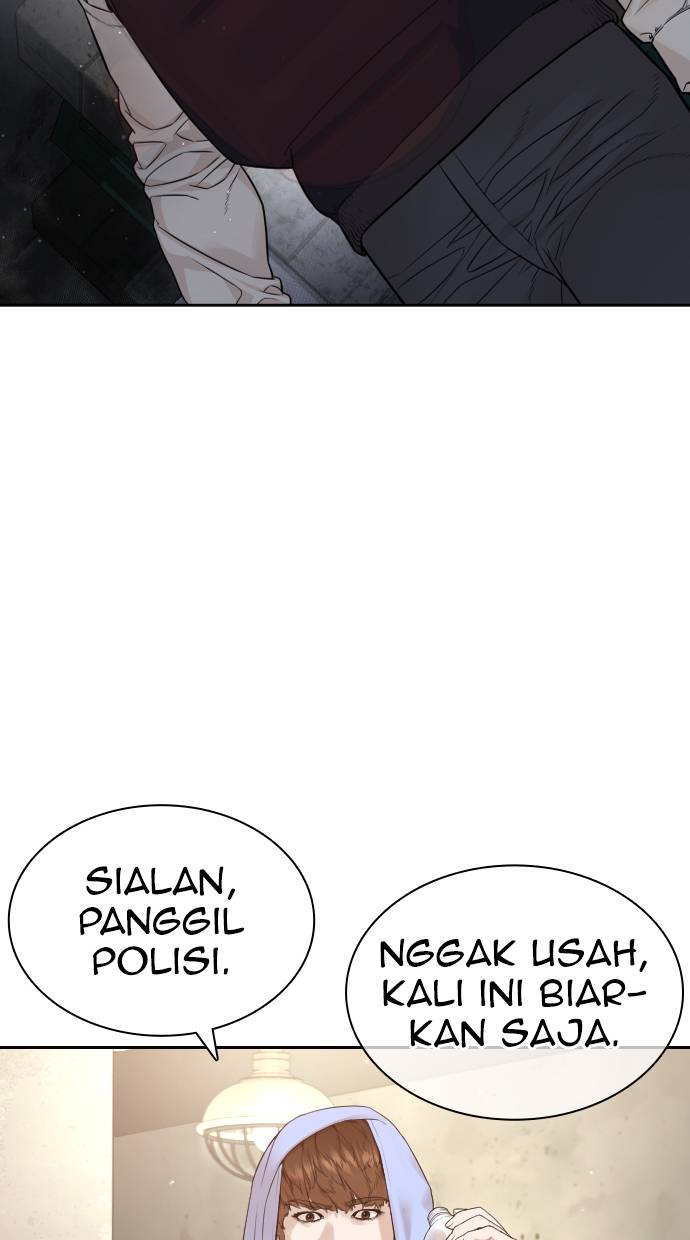 SIALAN,
PANGGIL
POLISI.
NGGAK USAH,
KALI INI BIAR-
KAN SAJA.